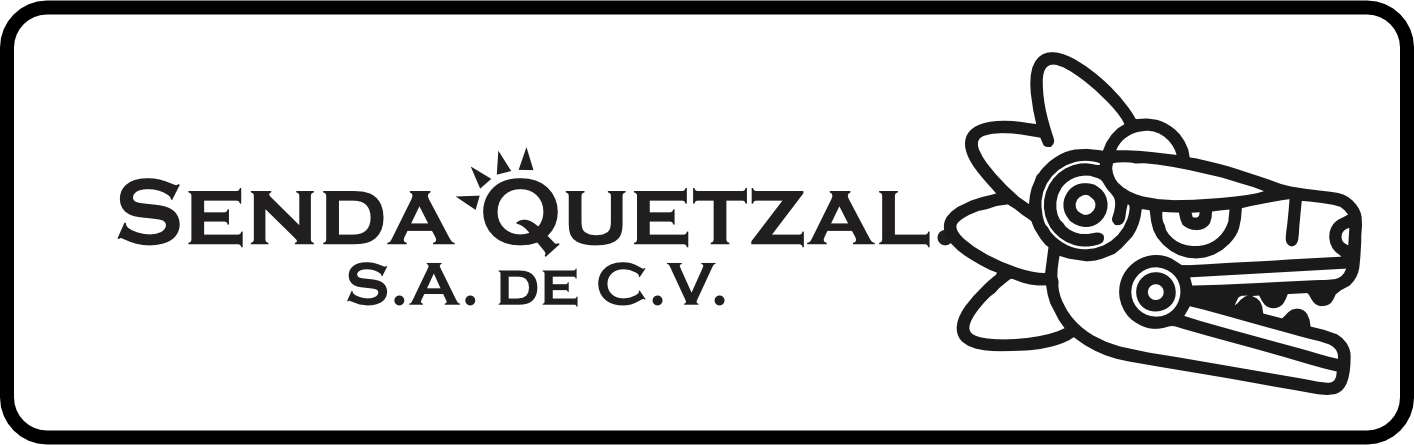 SENDA QUETZAL.
S.A. DE C.V.